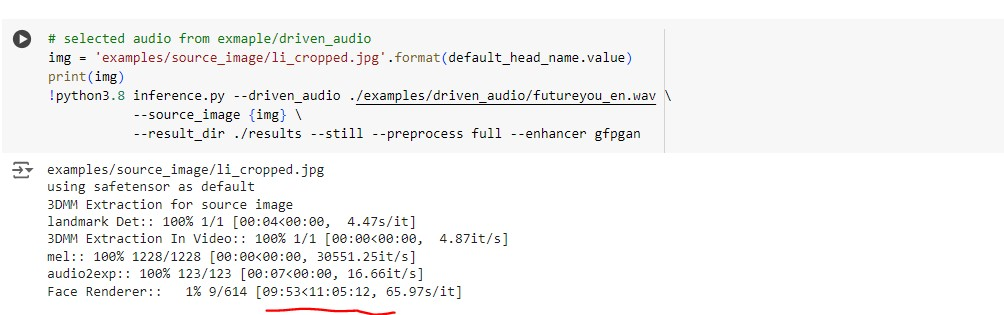 # selected audio from exmaple/driven_audio
img = 'examples/source_image/li_cropped.jpg'.format(default_head_name.value)
print(img)
!python3.8 inference.py --driven_audio ./examples/driven_audio/futureyou_en.wav \
--source_image {img} \
--result_dir ./results --still --preprocess full --enhancer gfpgan
examples/source_image/li_cropped.jpg
using safetensor as default
3DMM Extraction for source image
landmark Det:: 100% 1/1 [00:04<00:00,  4.47s/it]
3DMM Extraction In Video:: 100% 1/1 [00:00<00:00,  4.87it/s]
mel:: 100% 1228/1228 [00:00<00:00, 30551.25it/s]
audio2exp:: 100% 123/123 [00:07<00:00, 16.66it/s]
Face Renderer::   1% 9/614 [09:53<11:05:12, 65.97s/it]